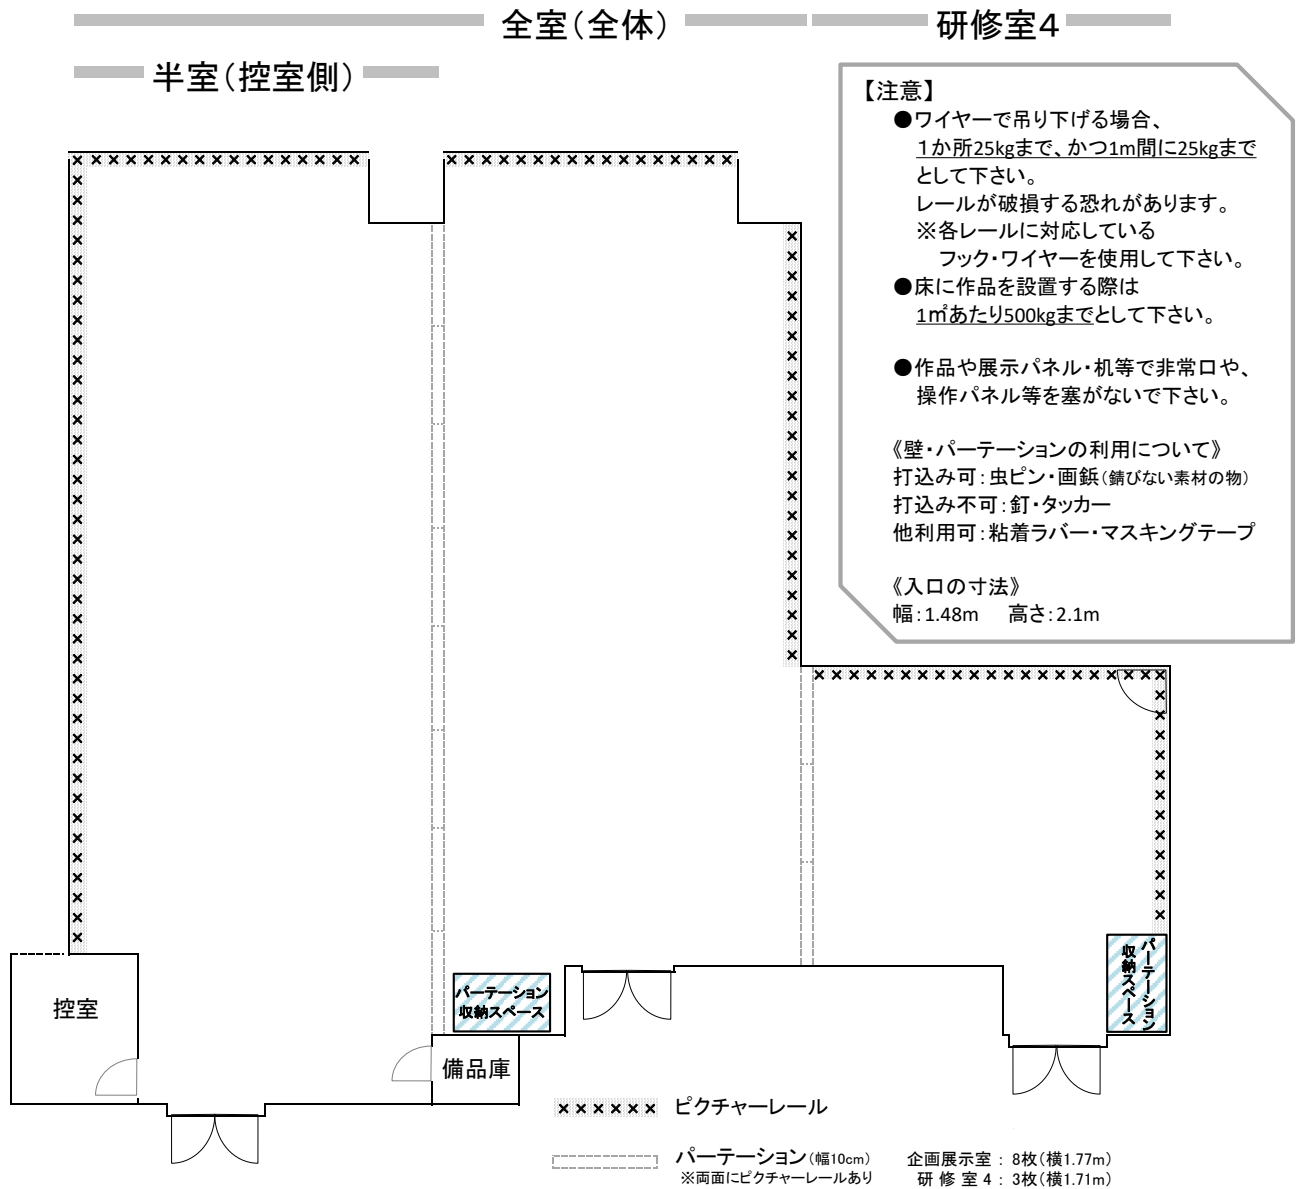 全室(全体)
研修室4
半室(控室側)
【注意】
●ワイヤーで吊り下げる場合、
1か所25kgまで、かつ1m間に25kgまで
として下さい。
レールが破損する恐れがあります。
※各レールに対応している
フック・ワイヤーを使用して下さい。
●床に作品を設置する際は
1㎡あたり500kgまでとして下さい。
●作品や展示パネル・机等で非常口や、
操作パネル等を塞がないで下さい。
《壁・パーテーションの利用について》
打込み可:虫ピン・画鋲(錆びない素材の物)
打込み不可:釘・タッカー
他利用可:粘着ラバー・マスキングテープ
《入口の寸法》
幅:1.48m 高さ:2.1m
控室
パーテーション
収納スペース
備品庫
パーテーション
収納スペース
ピクチャーレール
パーテーション(幅10cm)
※両面にピクチャーレールあり
企画展示室 : 8枚(横1.77m)
研修室4 : 3枚(横1.71m)